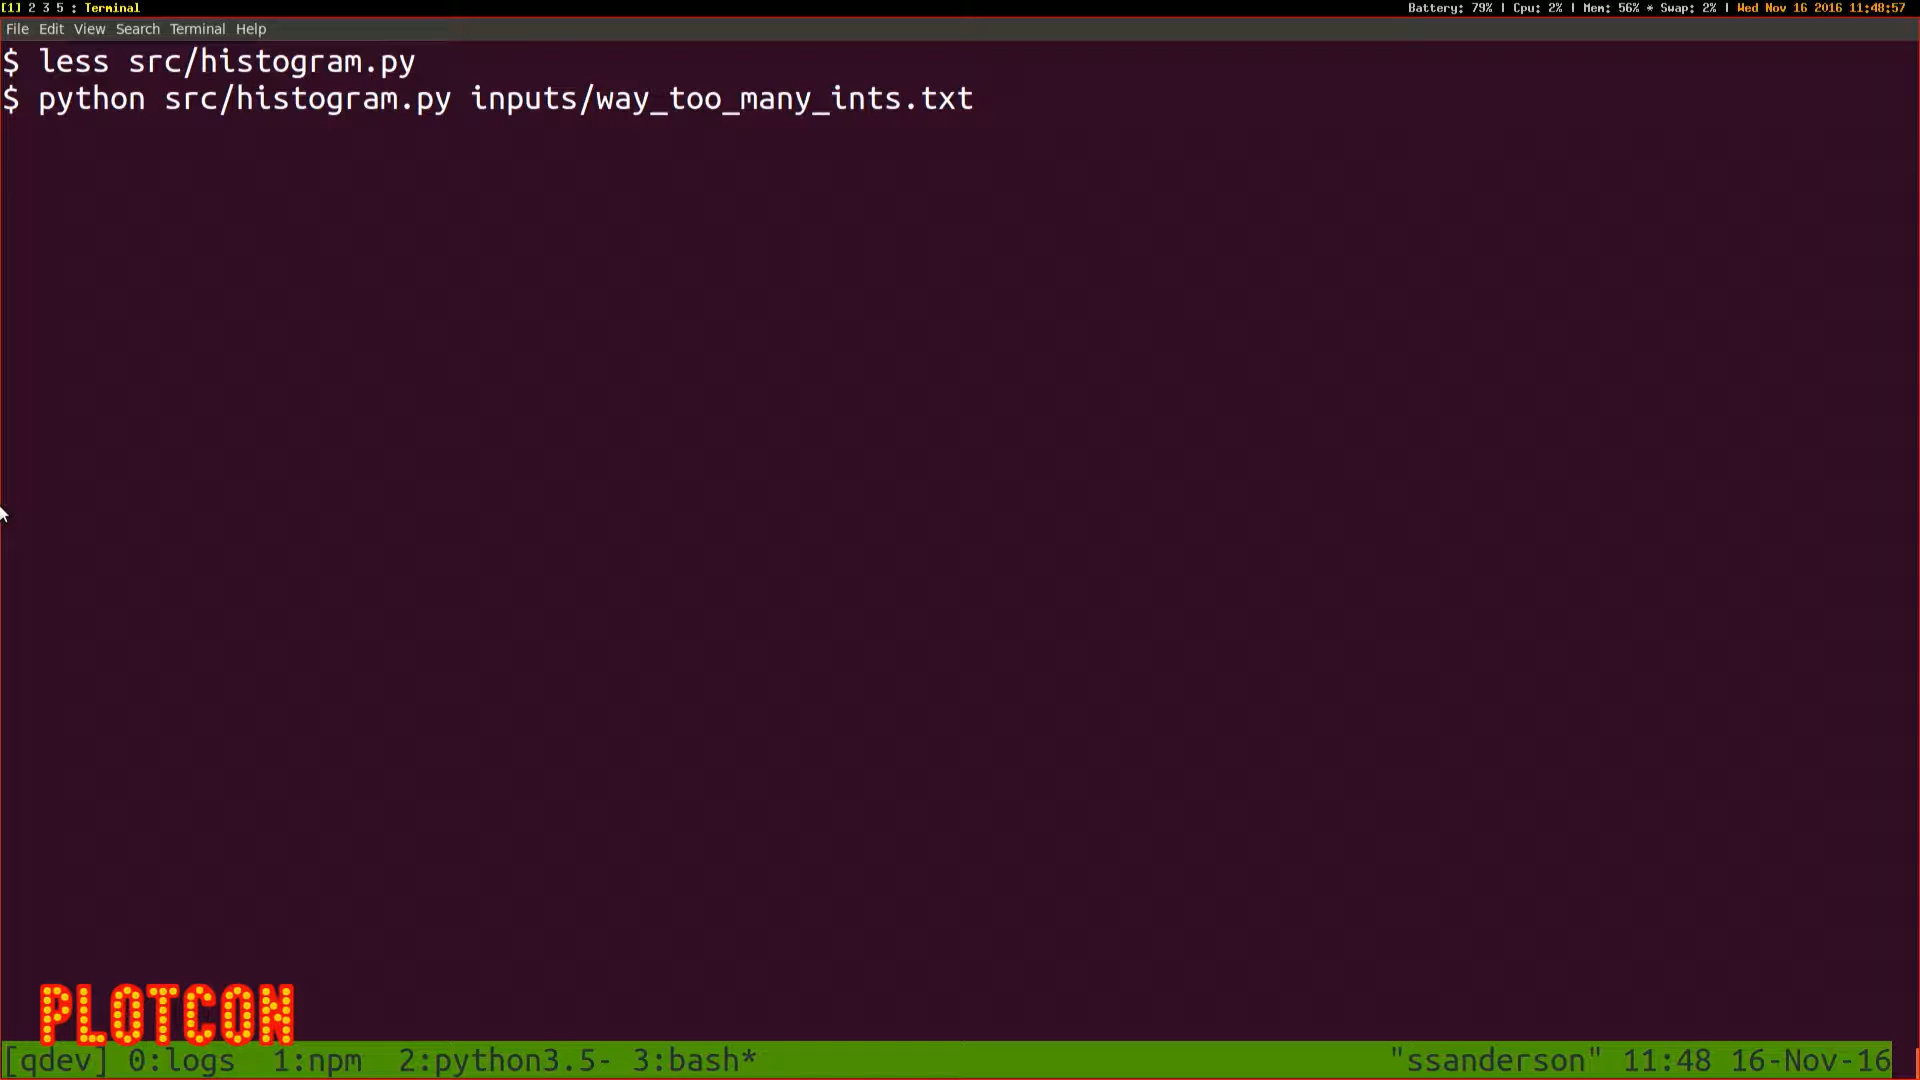 [1] 2 3 5 : Terminal
Battery: 79% | Cpu: 2% | Mem: 56% * Swap: 2% | Wed Nov 16 2016 11:48:57
File Edit View Search Terminal Help
$ less src/histogram.py
$ python src/histogram.py inputs/way_too_many_ints.txt
PLOTCON
[qdev] 0:logs  1:npm  2:python3.5- 3:bash*
"ssanderson" 11:48 16-Nov-16